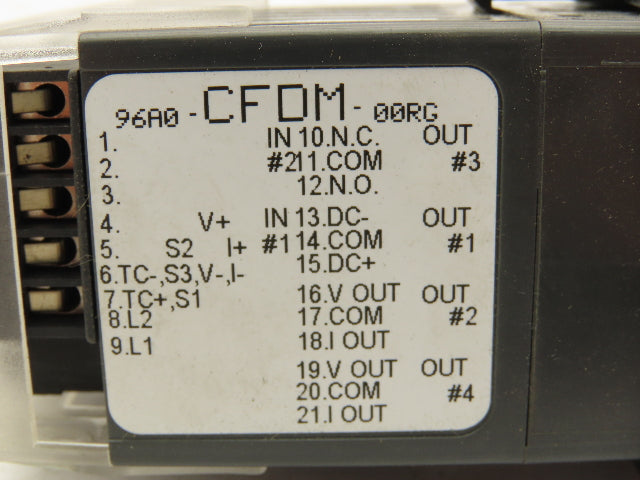 96A0 - CFDM - 00RG
1. IN 10.N.C. OUT
2. #2 11.COM #3
3. 12.N.O.
4. V+ IN 13.DC- OUT
5. S2 I+ #1 14.COM #1
6.TC-,S3,V-,I- 15.DC+
7.TC+,S1 16.V OUT OUT
8.L2 17.COM #2
9.L1 18.I OUT
19.V OUT OUT
20.COM #4
21.I OUT